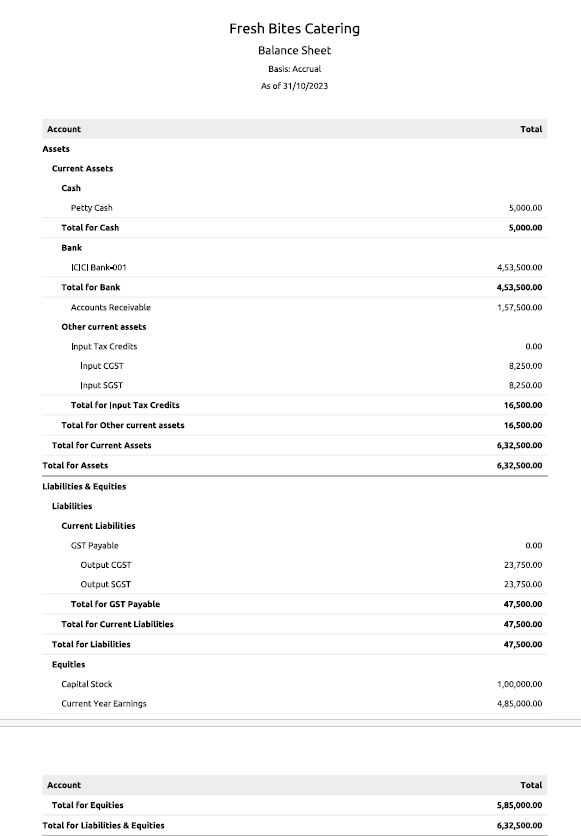 Fresh Bites Catering
Balance Sheet
Basis: Accrual
As of 31/10/2023
Account Total
Assets
Current Assets
Cash
Petty Cash 5,000.00
Total for Cash 5,000.00
Bank
ICICI Bank-001 4,53,500.00
Total for Bank 4,53,500.00
Accounts Receivable 1,57,500.00
Other current assets
Input Tax Credits 0.00
Input CGST 8,250.00
Input SGST 8,250.00
Total for Input Tax Credits 16,500.00
Total for Other current assets 16,500.00
Total for Current Assets 6,32,500.00
Total for Assets 6,32,500.00
Liabilities & Equities
Liabilities
Current Liabilities
GST Payable 0.00
Output CGST 23,750.00
Output SGST 23,750.00
Total for GST Payable 47,500.00
Total for Current Liabilities 47,500.00
Total for Liabilities 47,500.00
Equities
Capital Stock 1,00,000.00
Current Year Earnings 4,85,000.00
Account Total
Total for Equities 5,85,000.00
Total for Liabilities & Equities 6,32,500.00